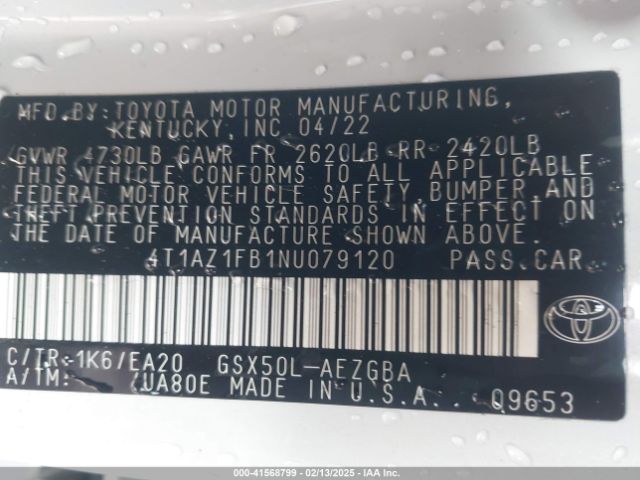 MFD. BY: TOYOTA MOTOR MANUFACTURING,
KENTUCKY, INC 04/22
GVWR 4730LB GAWR FR 2620LB RR 2420LB
THIS VEHICLE CONFORMS TO ALL APPLICABLE
FEDERAL MOTOR VEHICLE SAFETY, BUMPER, AND
THEFT PREVENTION STANDARDS IN EFFECT ON
THE DATE OF MANUFACTURE SHOWN ABOVE.
4T1AZ1FB1NU079120 PASS.CAR
C/TR: 1K6/EA20 GSX50L-AEZGBA
A/TM: UA80E MADE IN U.S.A. Q9653
000-41568799 — 02/13/2025 — IAA, Inc.